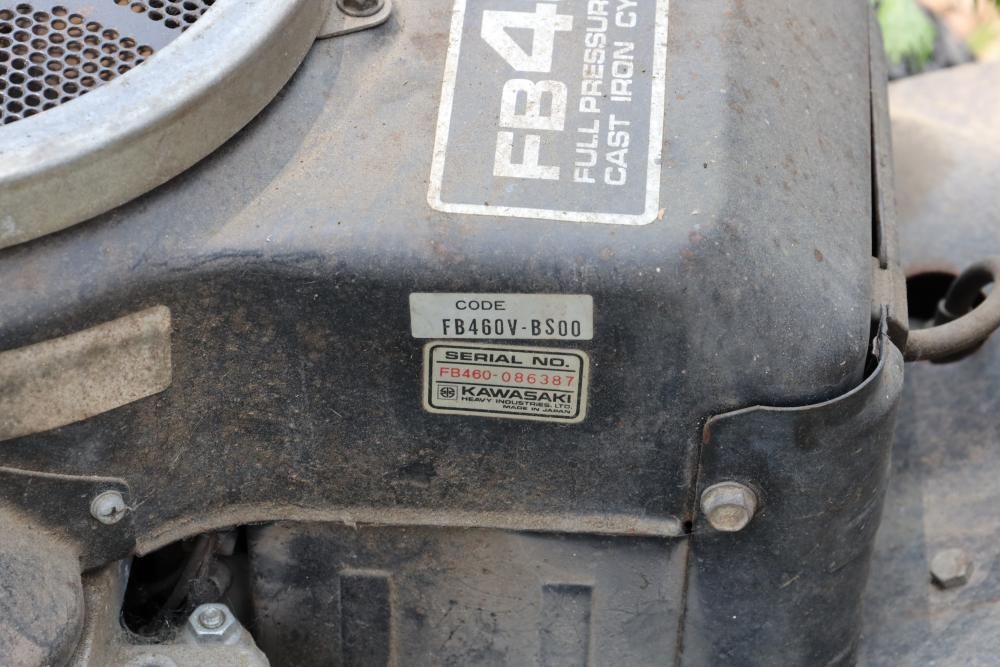 FB4
FULL PRESSURE
CAST IRON CY
CODE
FB460V-BS00
SERIAL NO.
FB460-086387
KAWASAKI
HEAVY INDUSTRIES, LTD.
MADE IN JAPAN